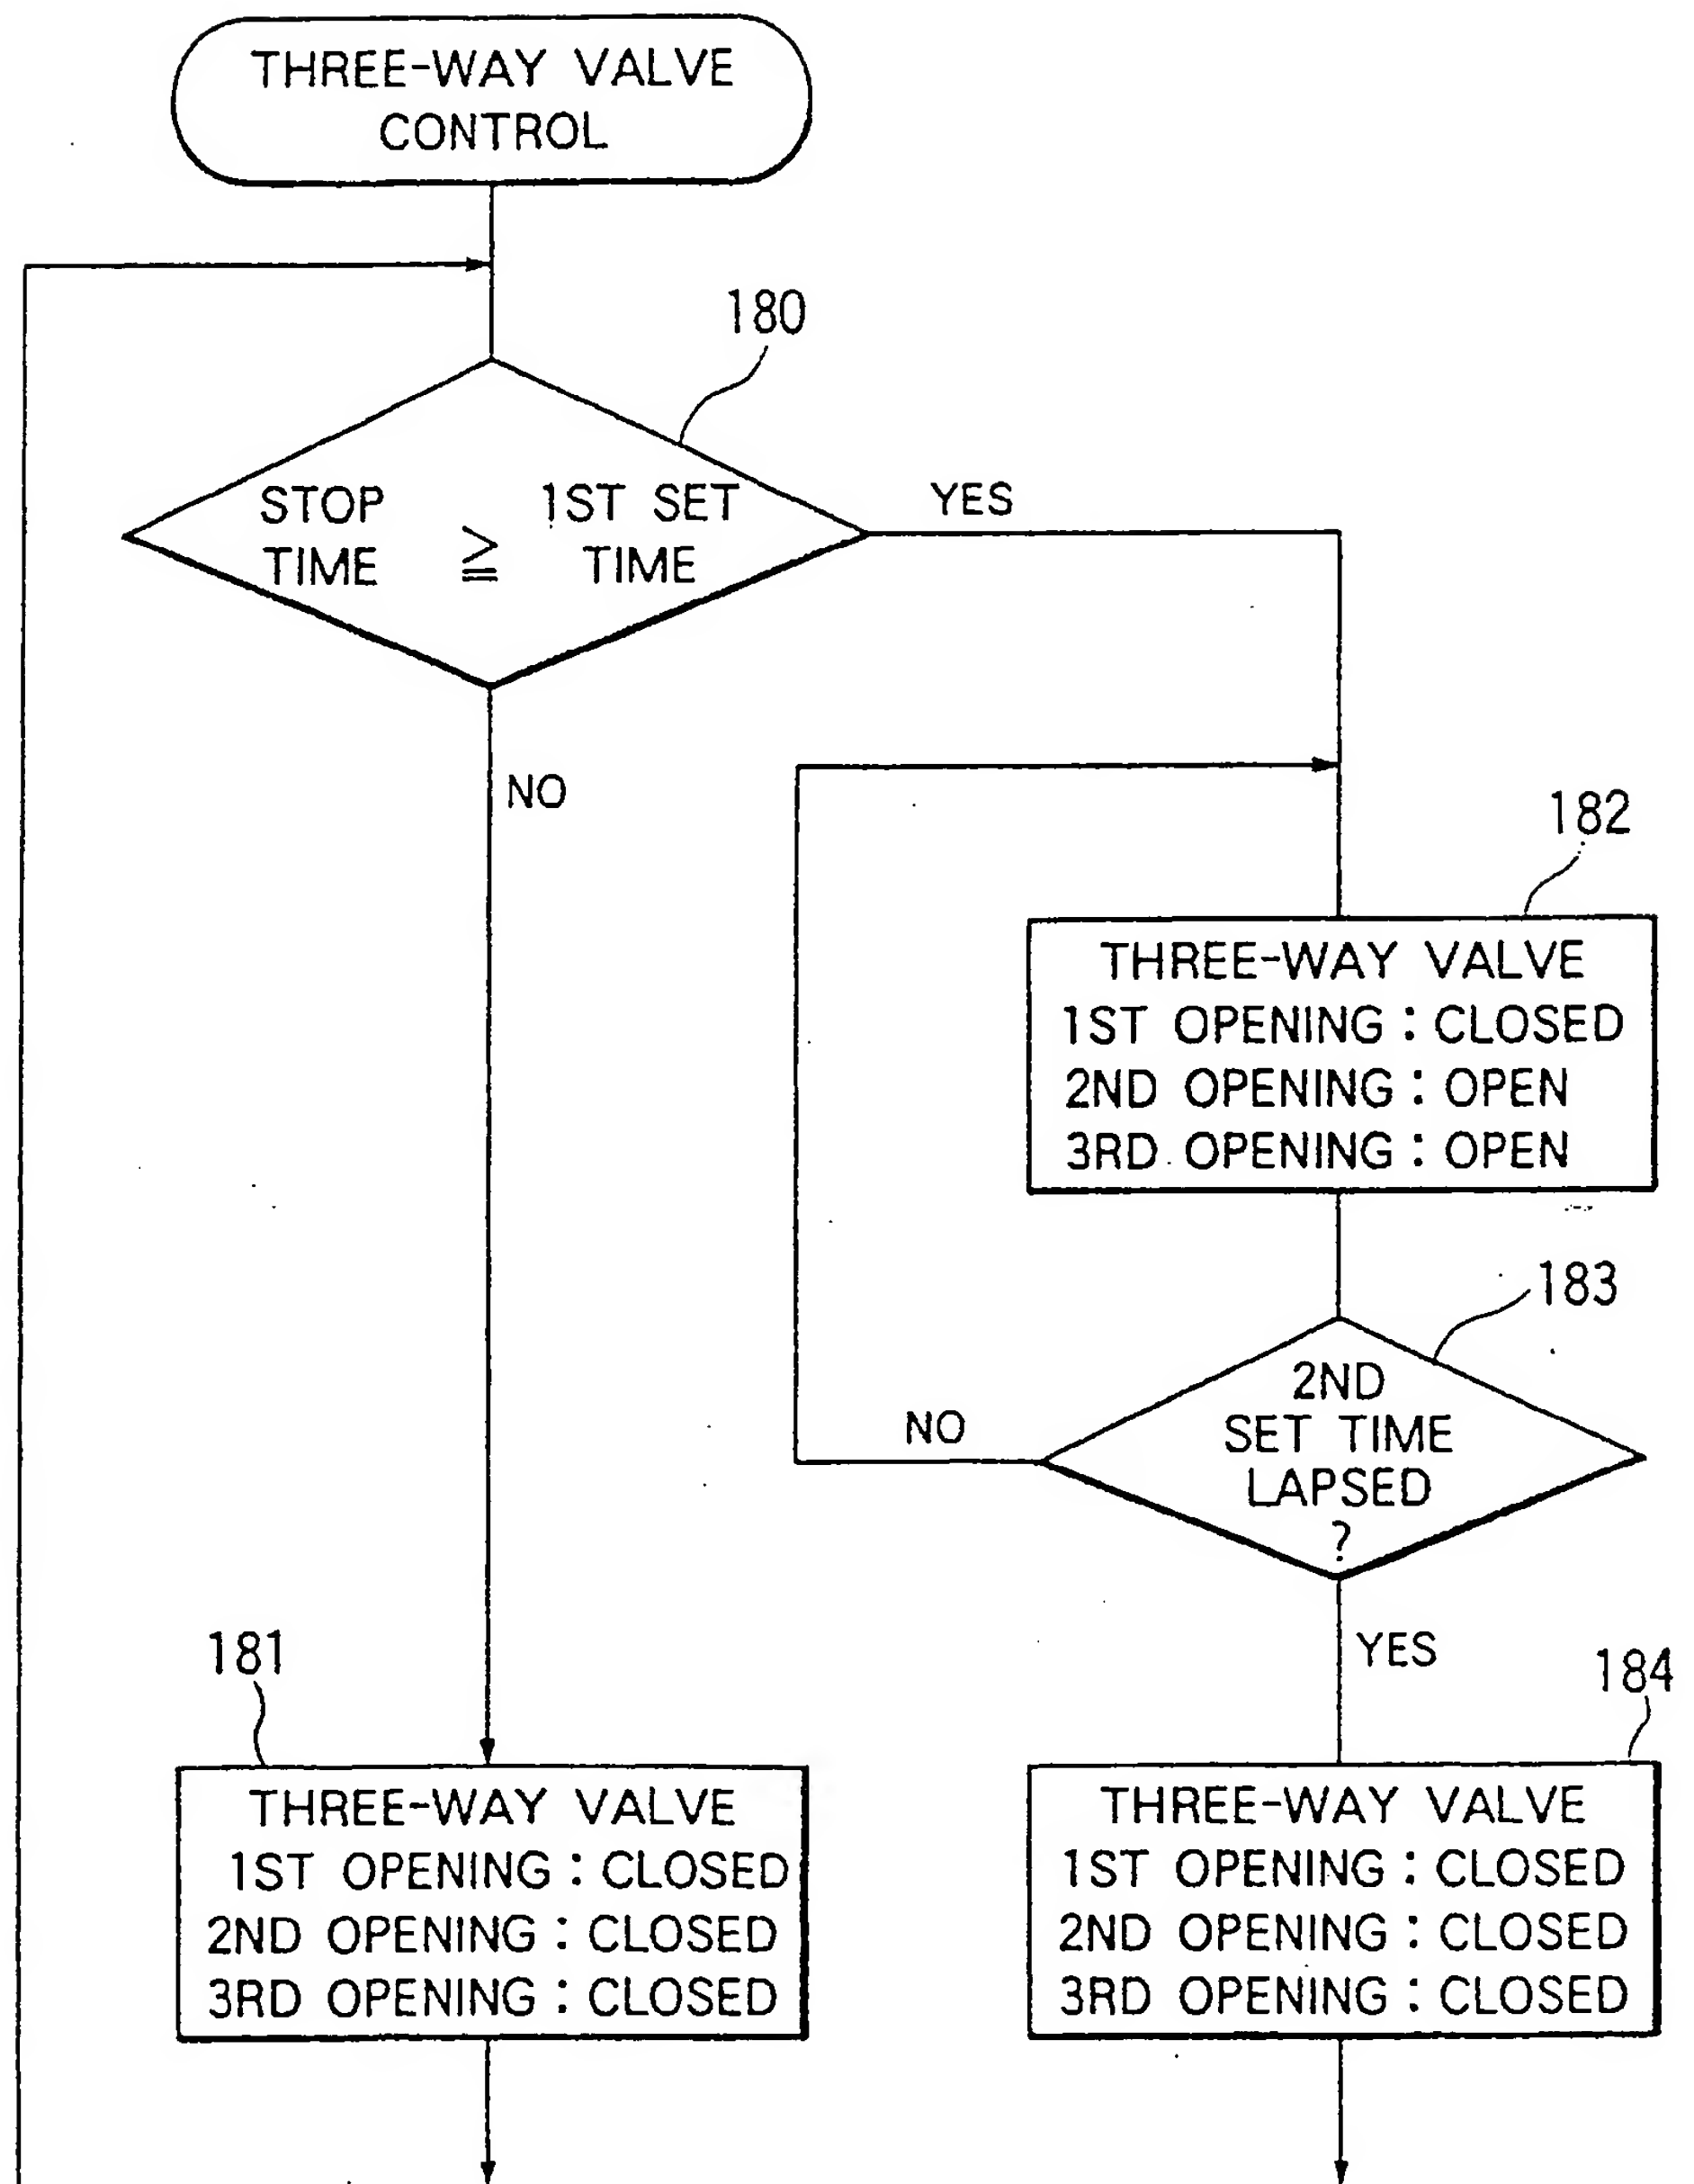 THREE-WAY VALVE
CONTROL
180
STOP
TIME
≧
1ST SET
TIME
YES
NO
182
THREE-WAY VALVE
1ST OPENING : CLOSED
2ND OPENING : OPEN
3RD OPENING : OPEN
183
2ND
SET TIME
LAPSED
?
NO
YES
181
THREE-WAY VALVE
1ST OPENING : CLOSED
2ND OPENING : CLOSED
3RD OPENING : CLOSED
184
THREE-WAY VALVE
1ST OPENING : CLOSED
2ND OPENING : CLOSED
3RD OPENING : CLOSED